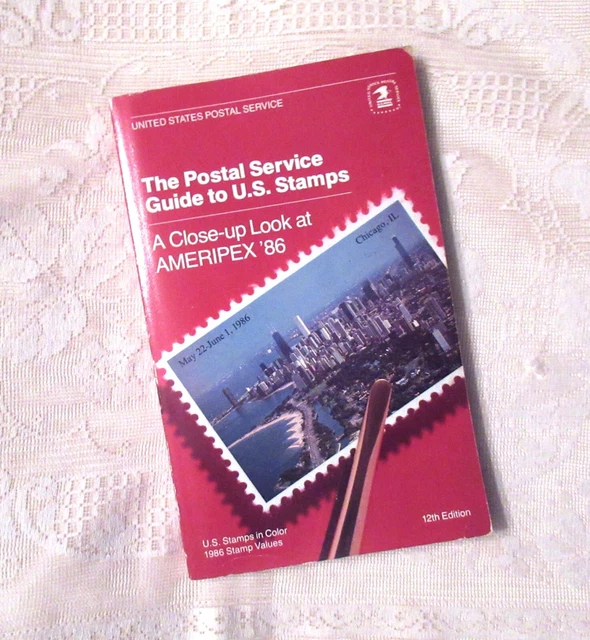 UNITED STATES POSTAL SERVICE
The Postal Service
Guide to U.S. Stamps
A Close-up Look at
AMERIPEX '86
Chicago, IL
May 22-June 1, 1986
U.S. Stamps in Color
1986 Stamp Values
12th Edition